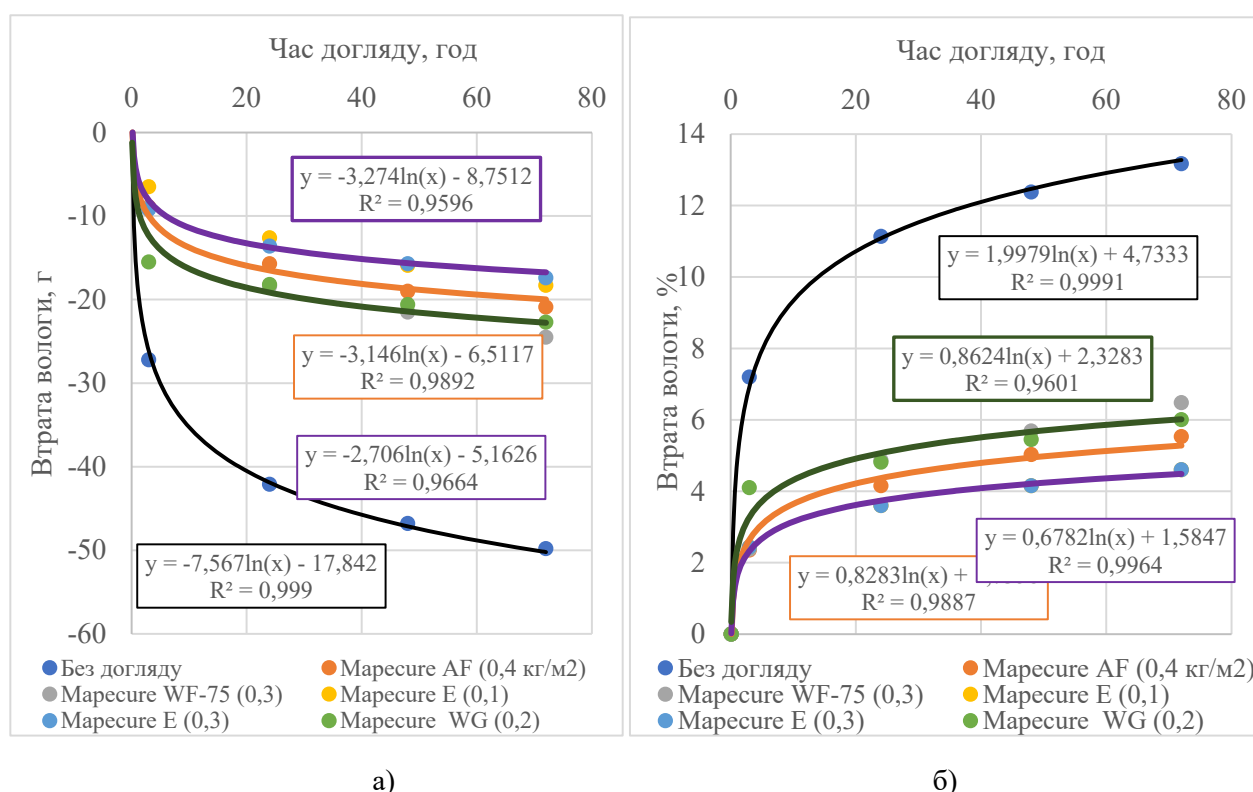 Час догляду, год
0
20
40
60
80
0
-10
-20
-30
-40
-50
-60
Втрата вологи, г
y = -3,274ln(x) - 8,7512
R² = 0,9596
y = -3,146ln(x) - 6,5117
R² = 0,9892
y = -2,706ln(x) - 5,1626
R² = 0,9664
y = -7,567ln(x) - 17,842
R² = 0,999
Без догляду
Mapecure AF (0,4 кг/м2)
Mapecure WF-75 (0,3)
Mapecure E (0,1)
Mapecure E (0,3)
Mapecure WG (0,2)
а)
Час догляду, год
0
20
40
60
80
14
12
10
8
6
4
2
0
Втрата вологи, %
y = 1,9979ln(x) + 4,7333
R² = 0,9991
y = 0,8624ln(x) + 2,3283
R² = 0,9601
y = 0,6782ln(x) + 1,5847
R² = 0,9964
y = 0,8283ln(x) +
R² = 0,9887
Без догляду
Mapecure AF (0,4 кг/м2)
Mapecure WF-75 (0,3)
Mapecure E (0,1)
Mapecure E (0,3)
Mapecure WG (0,2)
б)